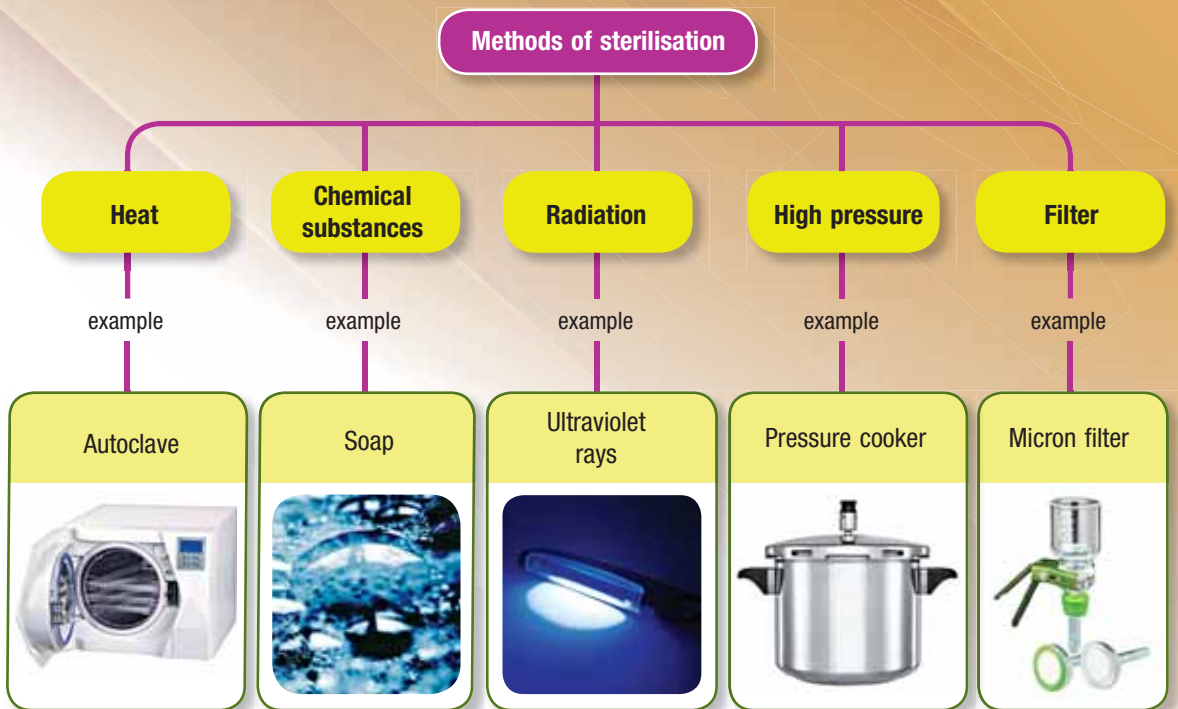 Methods of sterilisation
Heat
Chemical
substances
Radiation
High pressure
Filter
example
example
example
example
example
Autoclave
Soap
Ultraviolet
rays
Pressure cooker
Micron filter